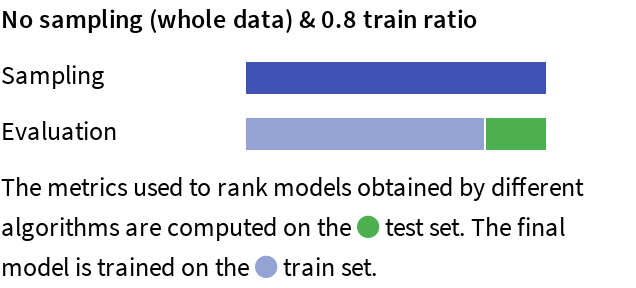 No sampling (whole data) & 0.8 train ratio
Sampling
Evaluation
The metrics used to rank models obtained by different
algorithms are computed on the test set. The final
model is trained on the train set.